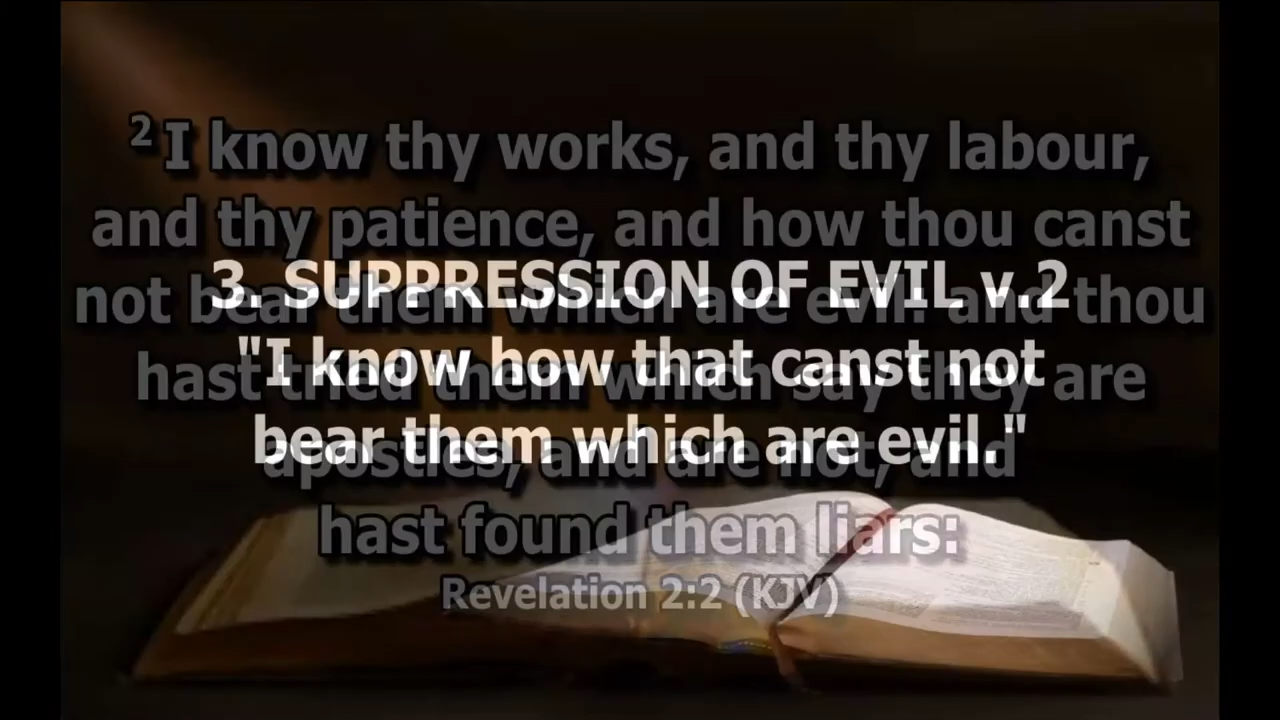 2 I know thy works, and thy labour,
and thy patience, and how thou canst
not bear them which are evil: and thou
hast tried them which say they are
apostles, and are not, and
hast found them liars:
Revelation 2:2 (KJV)
3. SUPPRESSION OF EVIL v.2
"I know how that canst not
bear them which are evil."